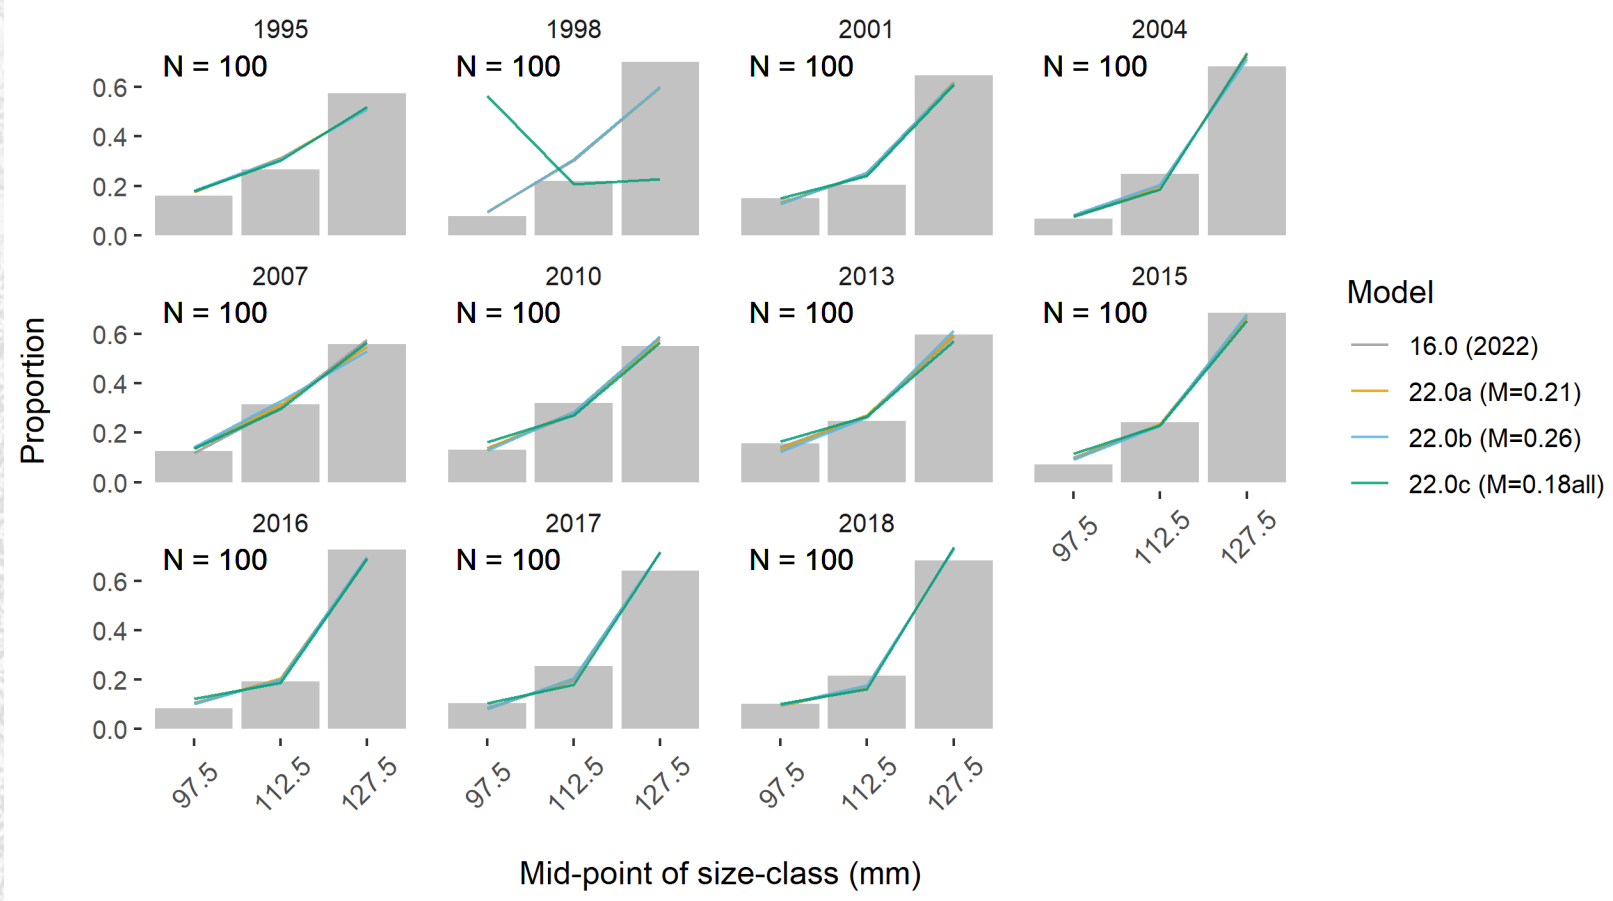 1995
1998
2001
2004
N = 100
N = 100
N = 100
N = 100
0.6
0.4
0.2
0.0
2007
2010
2013
2015
N = 100
N = 100
N = 100
N = 100
0.6
0.4
0.2
0.0
97.5
112.5
127.5
2016
2017
2018
N = 100
N = 100
N = 100
0.6
0.4
0.2
0.0
97.5
112.5
127.5
97.5
112.5
127.5
97.5
112.5
127.5
Proportion
Mid-point of size-class (mm)
Model
16.0 (2022)
22.0a (M=0.21)
22.0b (M=0.26)
22.0c (M=0.18all)